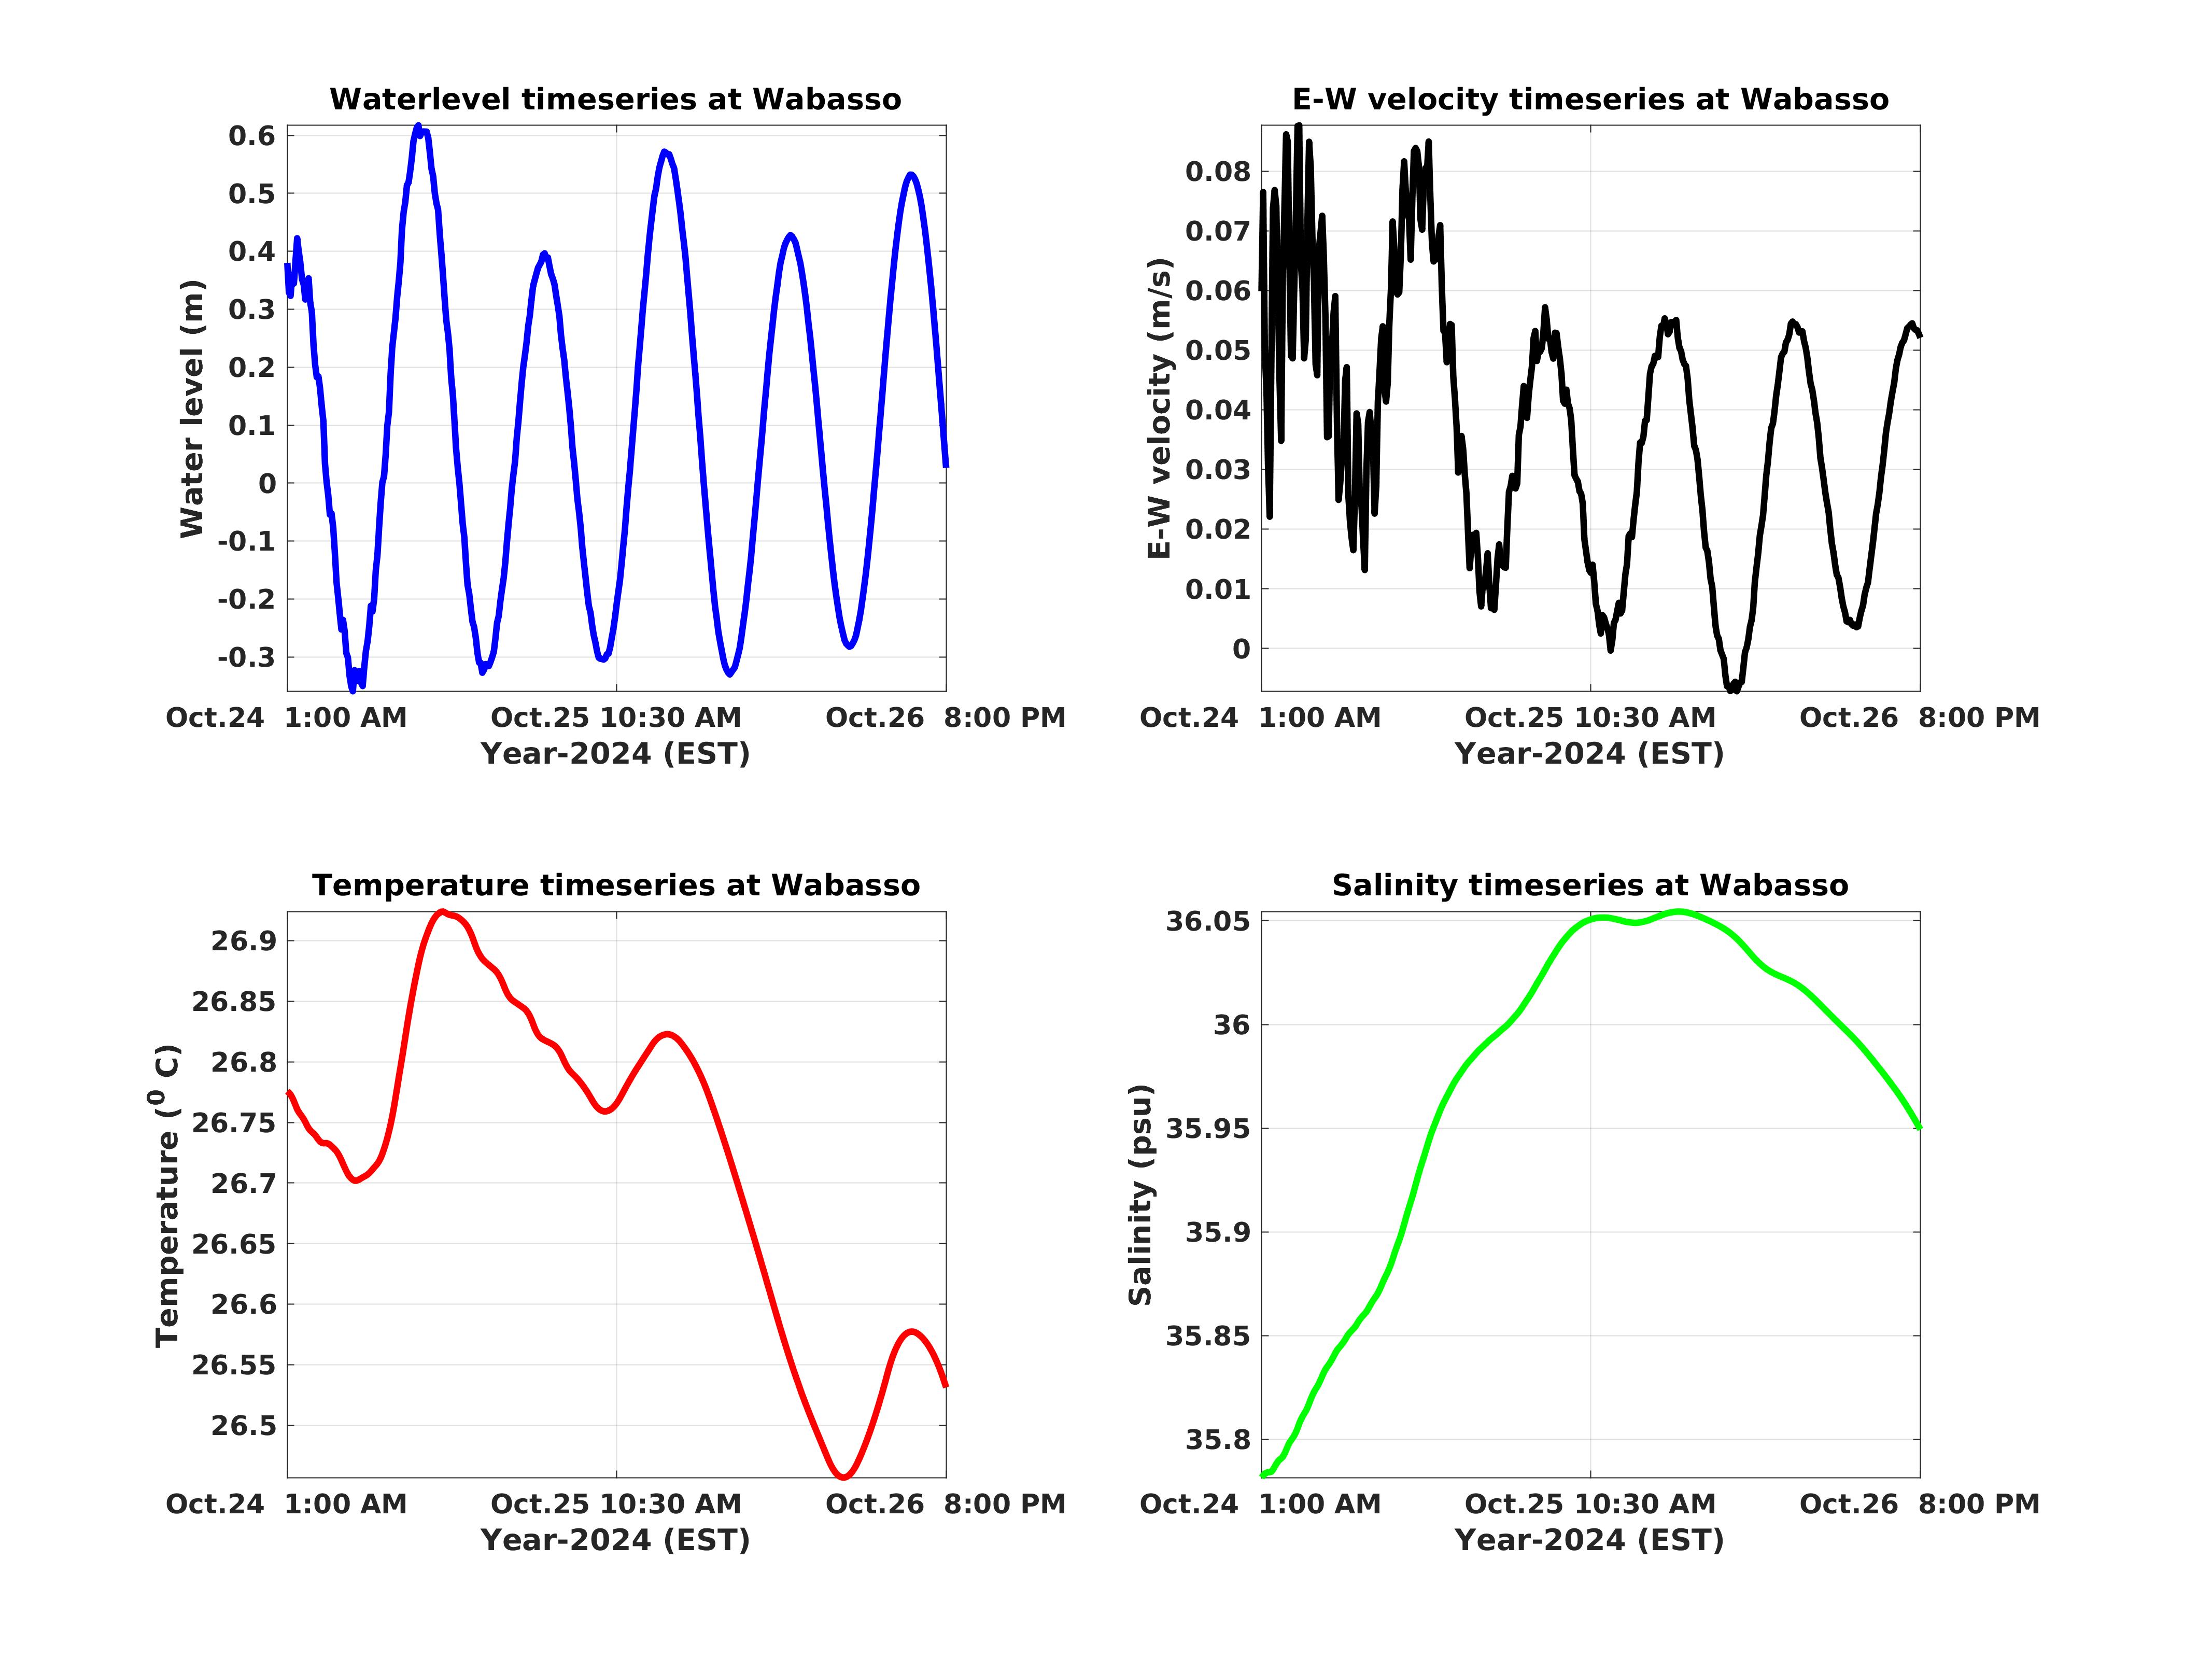 Waterlevel timeseries at Wabasso
0.6
0.5
0.4
0.3
0.2
0.1
0
-0.1
-0.2
-0.3
Water level (m)
Oct.24 1:00 AM
Oct.25 10:30 AM
Oct.26 8:00 PM
Year-2024 (EST)
E-W velocity timeseries at Wabasso
0.08
0.07
0.06
0.05
0.04
0.03
0.02
0.01
0
E-W velocity (m/s)
Oct.24 1:00 AM
Oct.25 10:30 AM
Oct.26 8:00 PM
Year-2024 (EST)
Temperature timeseries at Wabasso
26.9
26.85
26.8
26.75
26.7
26.65
26.6
26.55
26.5
Temperature (⁰ C)
Oct.24 1:00 AM
Oct.25 10:30 AM
Oct.26 8:00 PM
Year-2024 (EST)
Salinity timeseries at Wabasso
36.05
36
35.95
35.9
35.85
35.8
Salinity (psu)
Oct.24 1:00 AM
Oct.25 10:30 AM
Oct.26 8:00 PM
Year-2024 (EST)